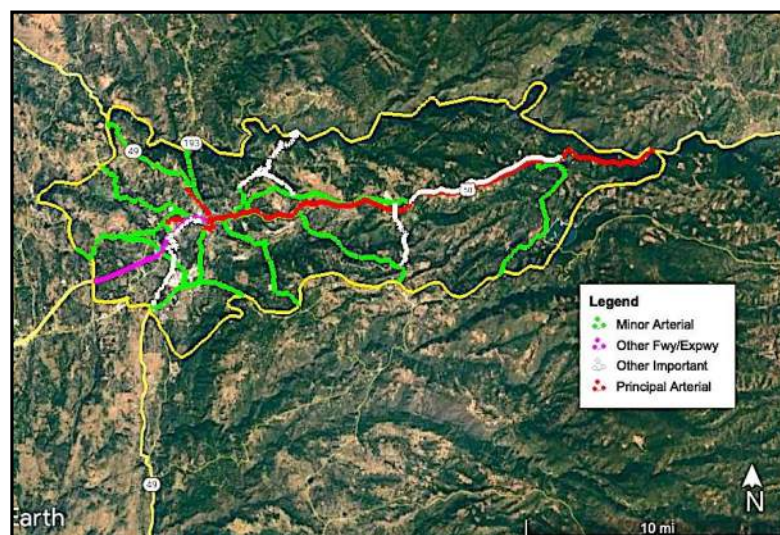 193
49
50
Legend
Minor Arterial
Other Fwy/Expwy
Other Important
Principal Arterial
49
N
Earth
10 mi